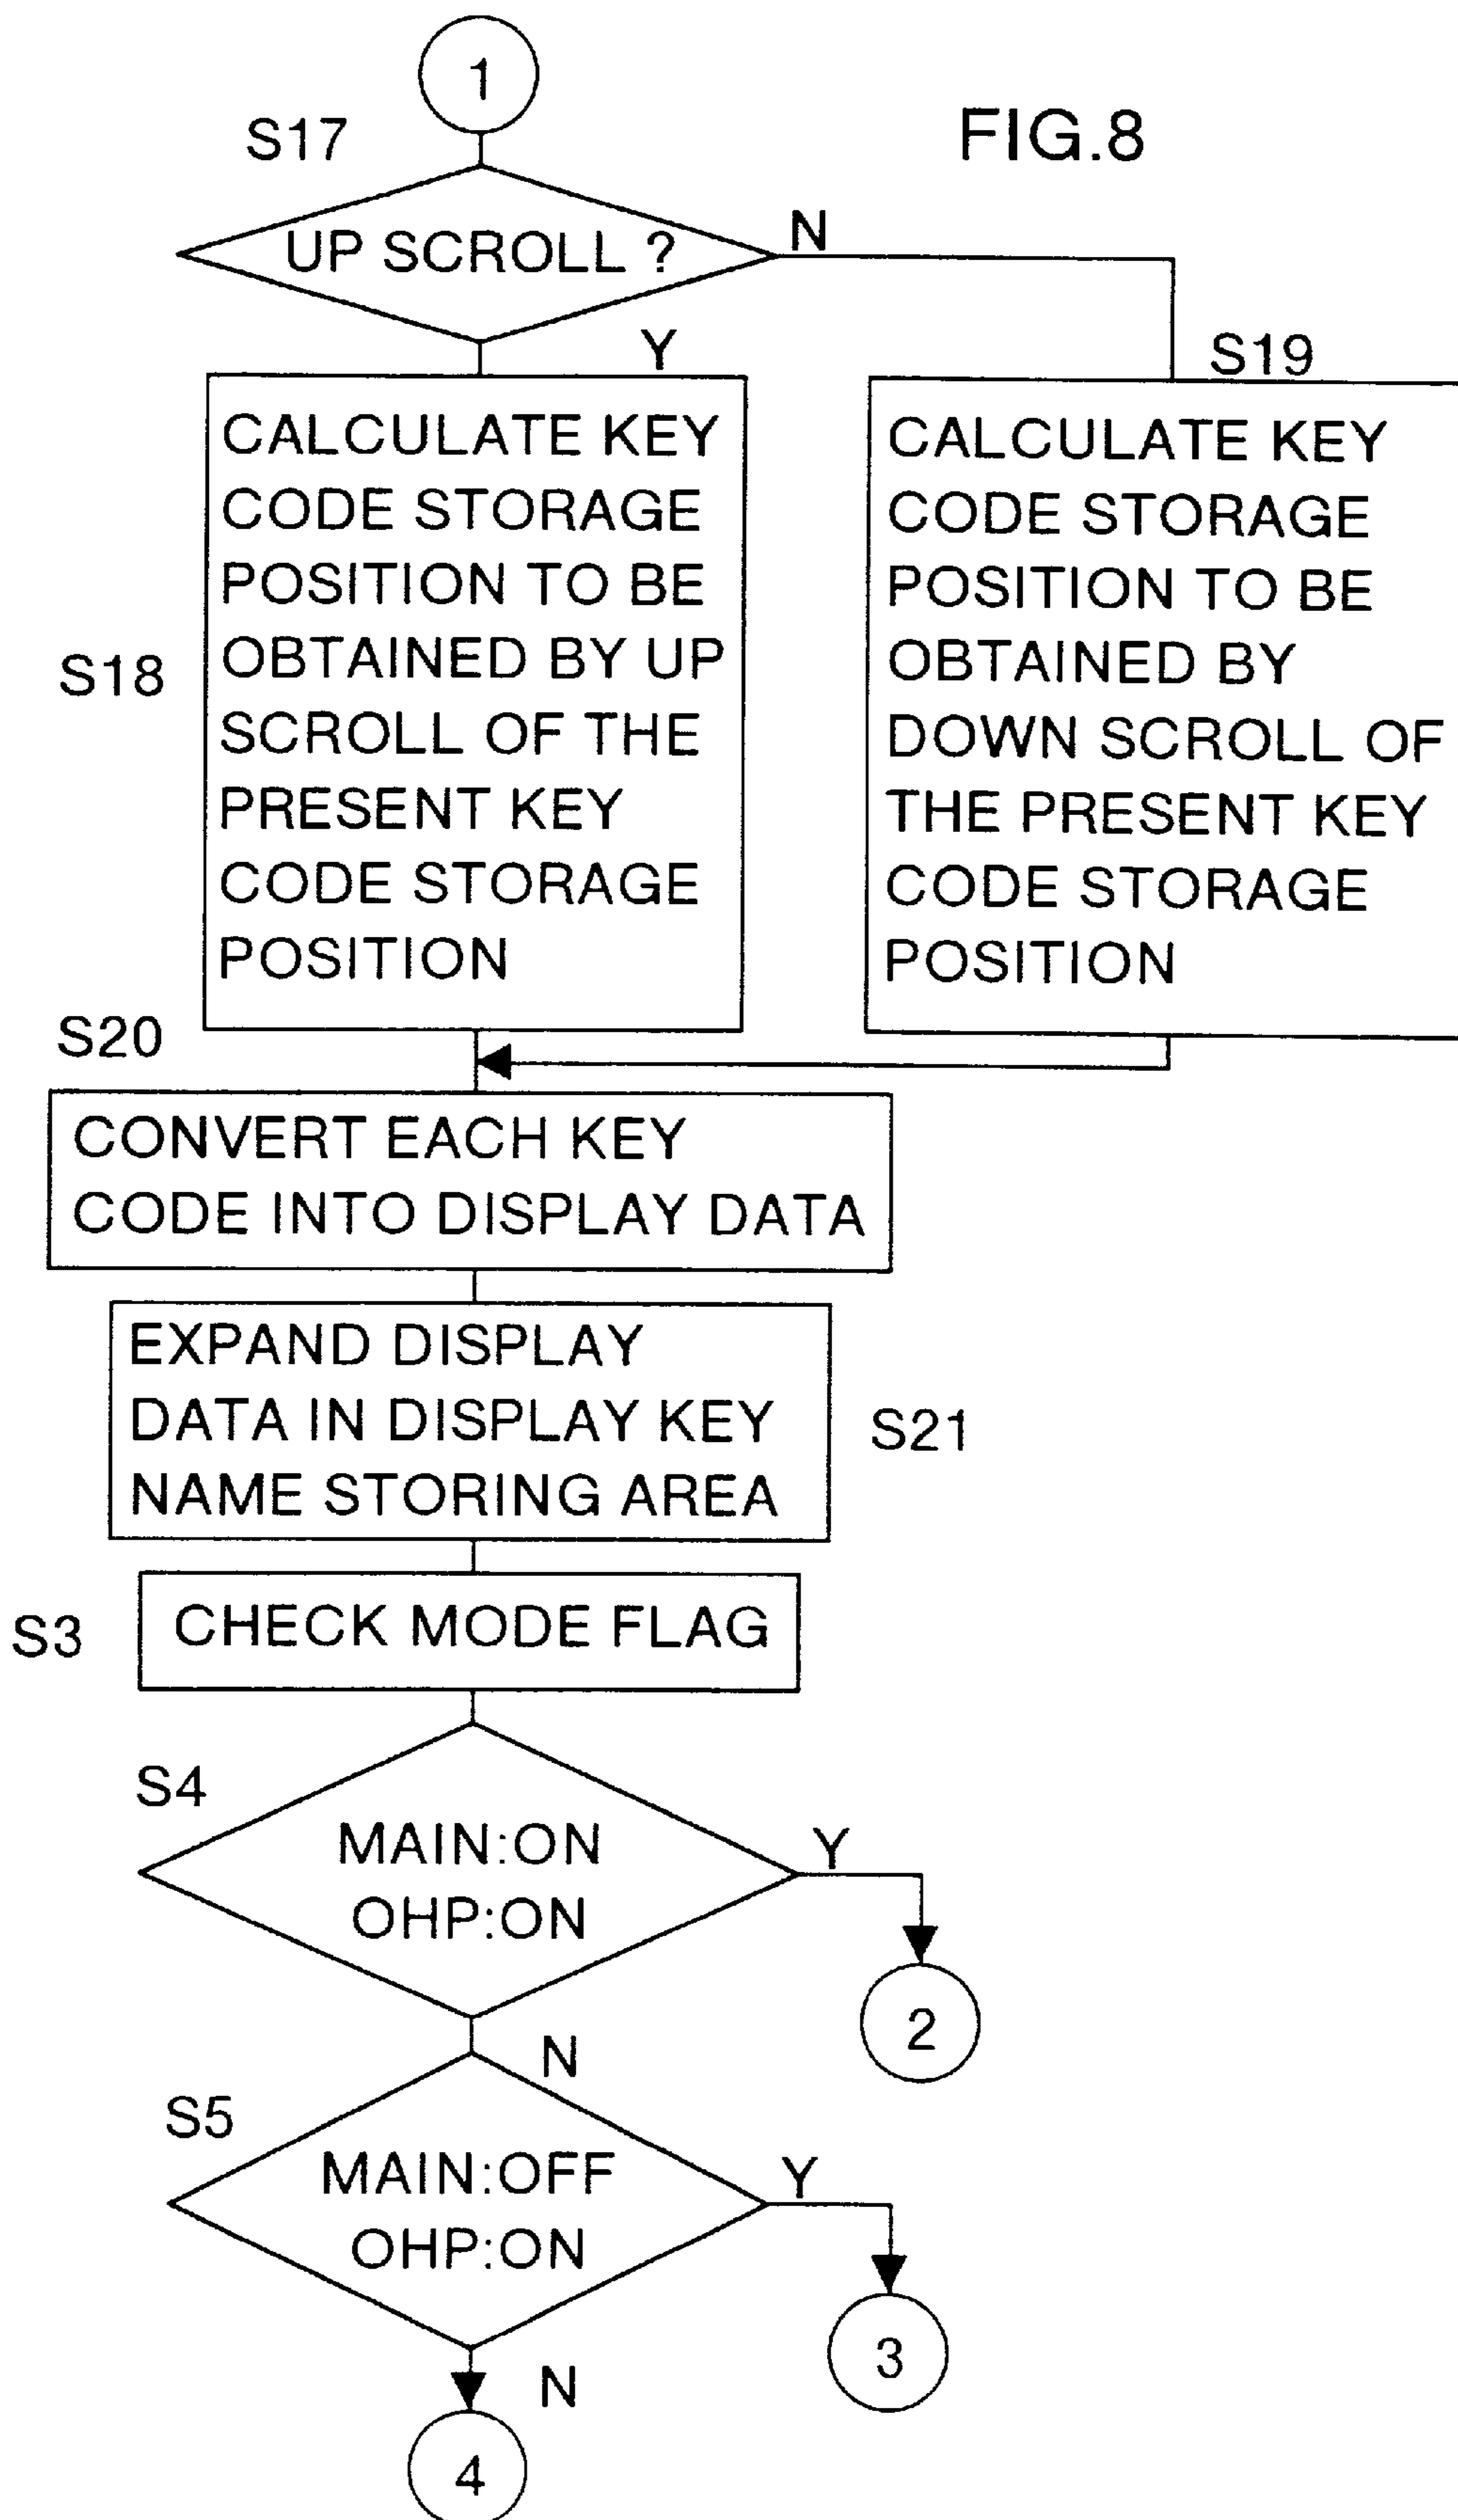 1
S17
FIG.8
UP SCROLL ?
N
Y
S19
CALCULATE KEY
CODE STORAGE
POSITION TO BE
OBTAINED BY UP
SCROLL OF THE
PRESENT KEY
CODE STORAGE
POSITION
S18
CALCULATE KEY
CODE STORAGE
POSITION TO BE
OBTAINED BY
DOWN SCROLL OF
THE PRESENT KEY
CODE STORAGE
POSITION
S20
CONVERT EACH KEY
CODE INTO DISPLAY DATA
EXPAND DISPLAY
DATA IN DISPLAY KEY
NAME STORING AREA
S21
S3
CHECK MODE FLAG
S4
MAIN:ON
OHP:ON
Y
2
N
S5
MAIN:OFF
OHP:ON
Y
3
N
4